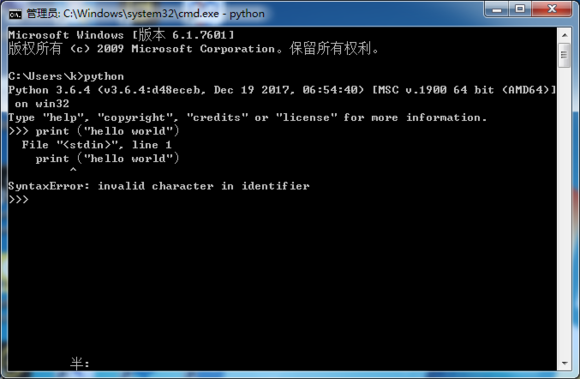 管理员: C:\Windows\system32\cmd.exe - python
Microsoft Windows [版本 6.1.7601]
版权所有 (c) 2009 Microsoft Corporation。保留所有权利。
C:\Users\k>python
Python 3.6.4 (v3.6.4:d48eceb, Dec 19 2017, 06:54:40) [MSC v.1900 64 bit (AMD64)]
on win32
Type "help", "copyright", "credits" or "license" for more information.
>>> print（"hello world"）
File "<stdin>", line 1
print（"hello world"）
^
SyntaxError: invalid character in identifier
>>>
半: